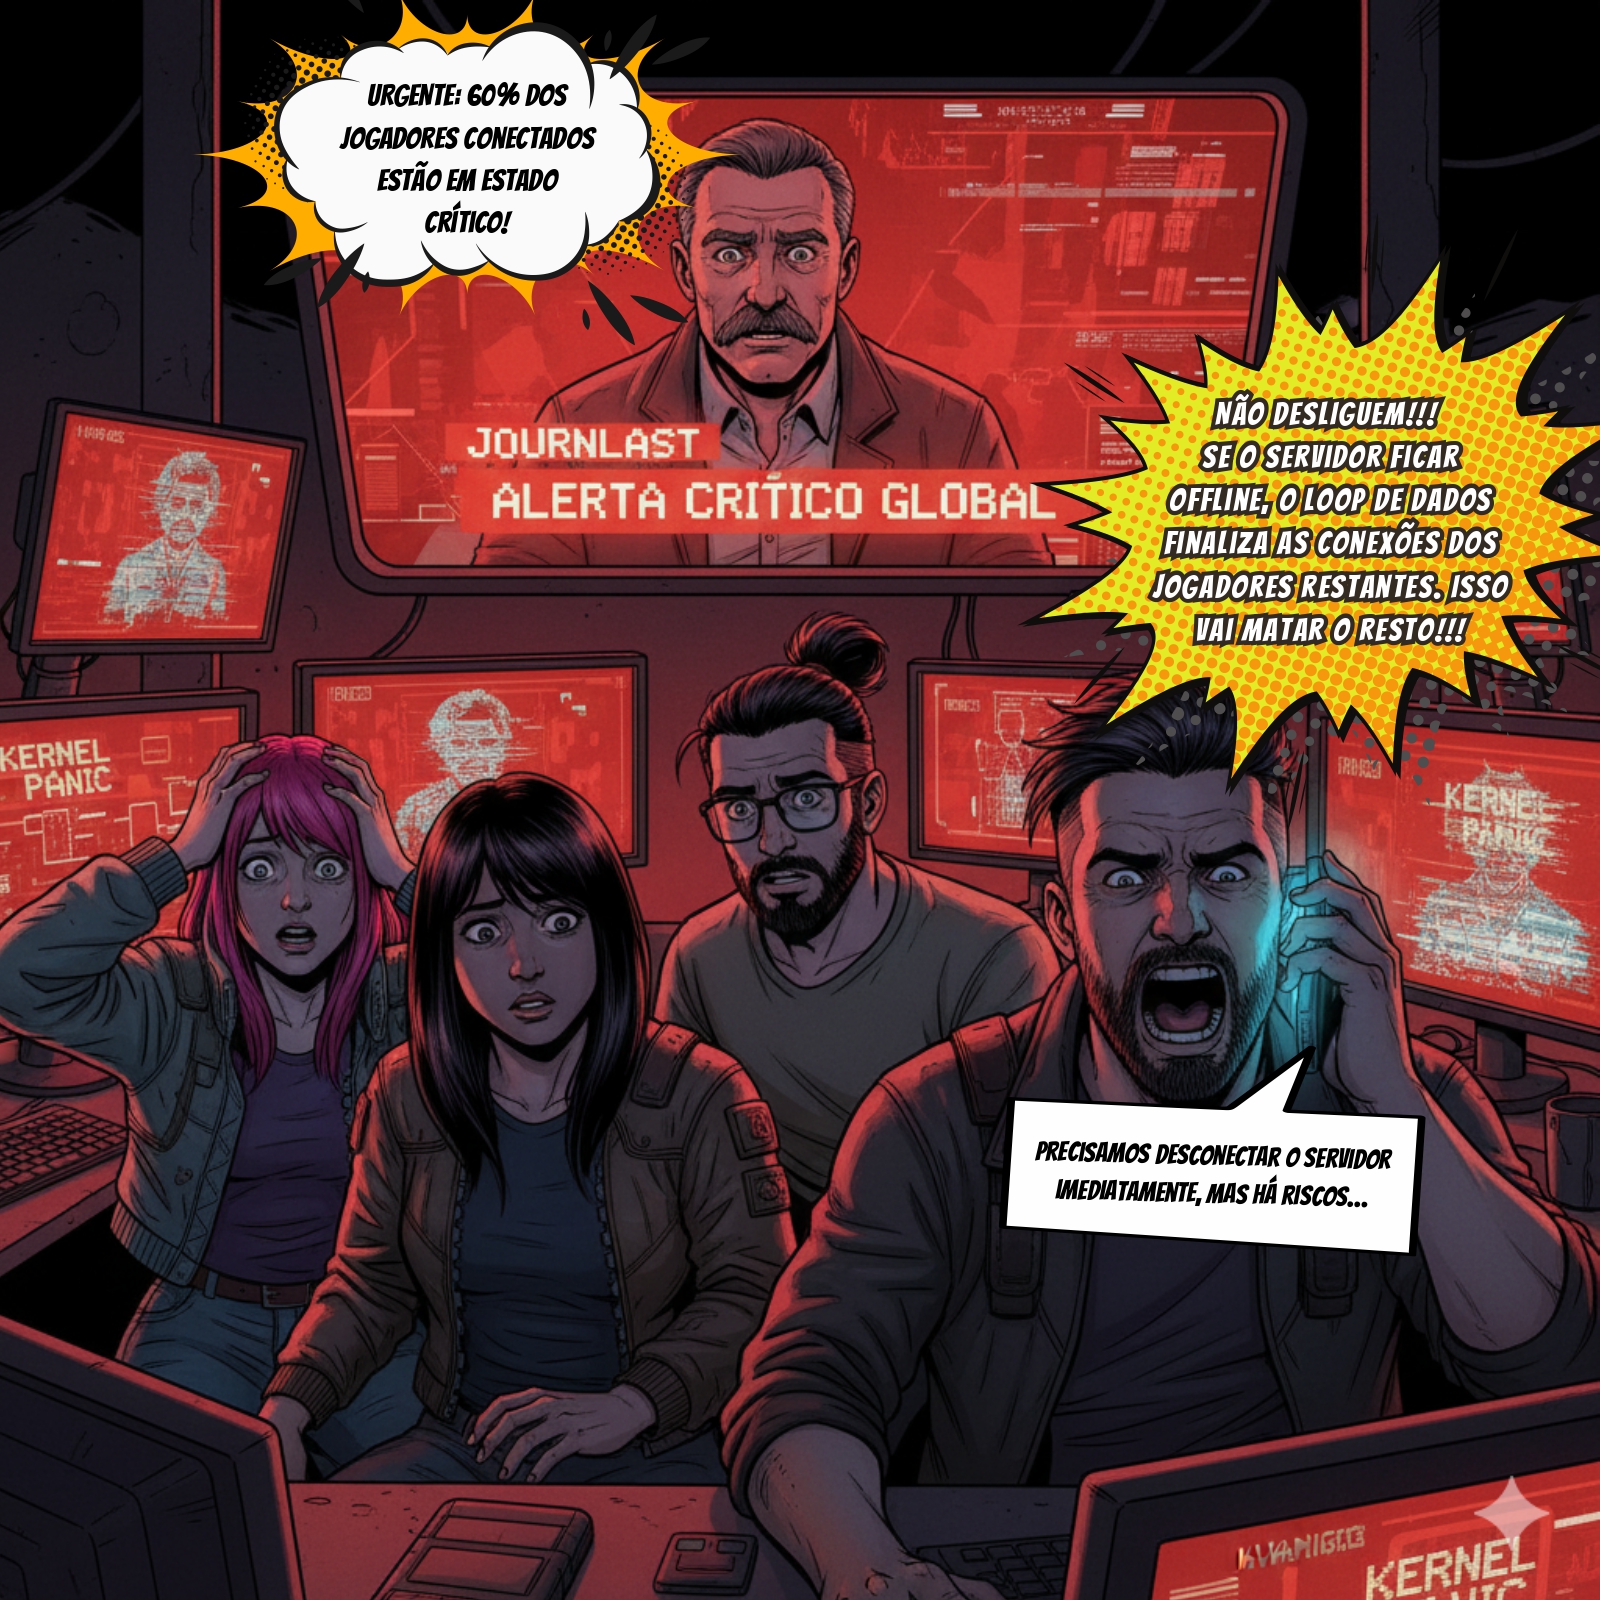 URGENTE: 60% DOS
JOGADORES CONECTADOS
ESTÃO EM ESTADO
CRÍTICO!
NÃO DESLIGUEM!!!
SE O SERVIDOR FICAR
OFFLINE, O LOOP DE DADOS
FINALIZA AS CONEXÕES DOS
JOGADORES RESTANTES. ISSO
VAI MATAR O RESTO!!!
JOURNLAST
ALERTA CRÍTICO GLOBAL
KERNEL
PANIC
KERNEL
PANIC
PRECISAMOS DESCONECTAR O SERVIDOR
IMEDIATAMENTE, MAS HÁ RISCOS...
KERNEL